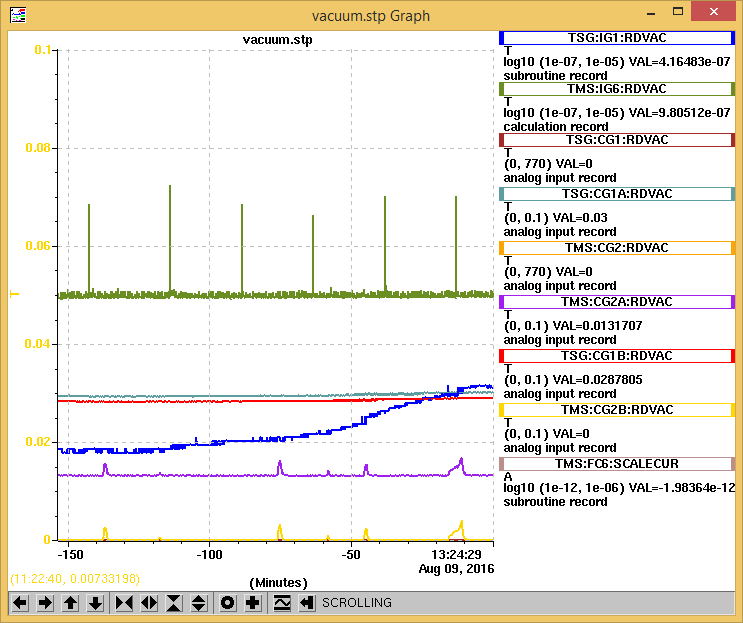 vacuum.stp Graph
vacuum.stp
0.1
0.08
0.06
T
0.04
0.02
0
-150
-100
-50
13:24:29
Aug 09, 2016
(11:22:40, 0.00733198)
(Minutes)
TSG:IG1:RDVAC
T
log10 (1e-07, 1e-05) VAL=4.16483e-07
subroutine record
TMS:IG6:RDVAC
T
log10 (1e-07, 1e-05) VAL=9.80512e-07
calculation record
TSG:CG1:RDVAC
T
(0, 770) VAL=0
analog input record
TSG:CG1A:RDVAC
T
(0, 0.1) VAL=0.03
analog input record
TMS:CG2:RDVAC
T
(0, 770) VAL=0
analog input record
TMS:CG2A:RDVAC
T
(0, 0.1) VAL=0.0131707
analog input record
TSG:CG1B:RDVAC
T
(0, 0.1) VAL=0.0287805
analog input record
TMS:CG2B:RDVAC
T
(0, 0.1) VAL=0
analog input record
TMS:FC6:SCALECUR
A
log10 (1e-12, 1e-06) VAL=-1.98364e-12
subroutine record
SCROLLING